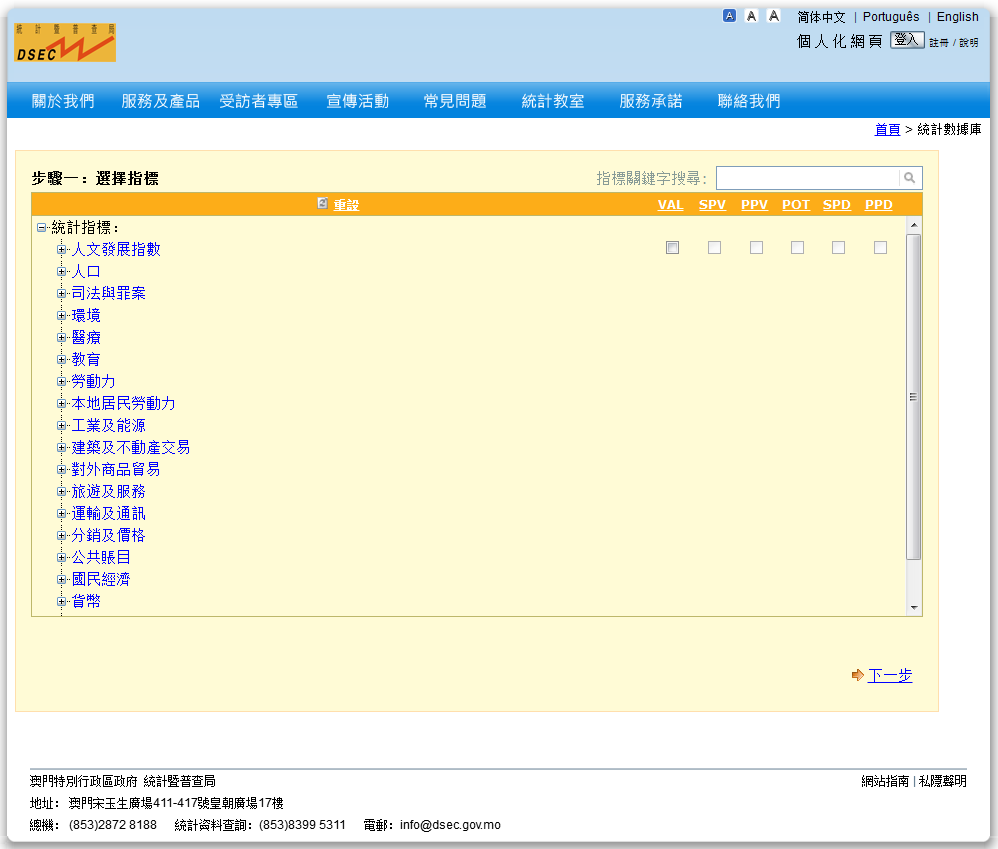 統 計 暨 普 查 局
DSEC
A A A 简体中文 | Português | English
個人化網頁 登入 註冊 / 說明
關於我們 服務及產品 受訪者專區 宣傳活動 常見問題 統計教室 服務承諾 聯絡我們
首頁 > 統計數據庫
步驟一：選擇指標 指標關鍵字搜尋：
重設 VAL SPV PPV POT SPD PPD
統計指標：
人文發展指數
人口
司法與罪案
環境
醫療
教育
勞動力
本地居民勞動力
工業及能源
建築及不動產交易
對外商品貿易
旅遊及服務
運輸及通訊
分銷及價格
公共賬目
國民經濟
貨幣
下一步
澳門特別行政區政府 統計暨普查局 網站指南 | 私隱聲明
地址： 澳門宋玉生廣場411-417號皇朝廣場17樓
總機： (853)2872 8188 統計資料查詢：(853)8399 5311 電郵：info@dsec.gov.mo